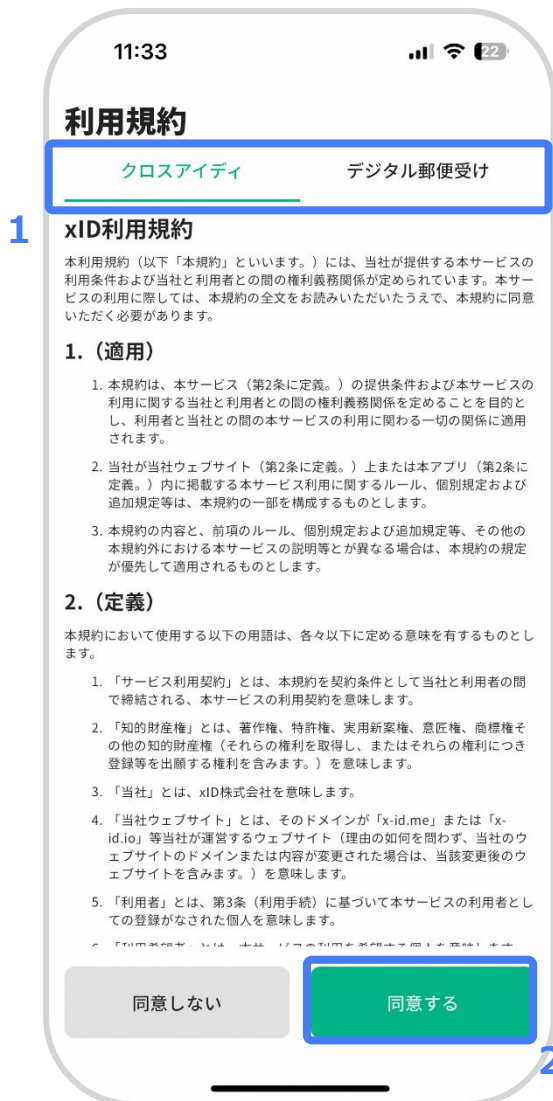 11:33
22
利用規約
クロスアイディ
デジタル郵便受け
1
xID利用規約
本利用規約（以下「本規約」といいます。）には、当社が提供する本サービスの
利用条件および当社と利用者との間の権利義務関係が定められています。本サー
ビスの利用に際しては、本規約の全文をお読みいただいたうえで、本規約に同意
いただく必要があります。
1.（適用）
1. 本規約は、本サービス（第2条に定義。）の提供条件および本サービスの
利用に関する当社と利用者との間の権利義務関係を定めることを目的と
し、利用者と当社との間の本サービスの利用に関わる一切の関係に適用
されます。
2. 当社が当社ウェブサイト（第2条に定義。）上または本アプリ（第2条に
定義。）内に掲載する本サービス利用に関するルール、個別規定および
追加規定等は、本規約の一部を構成するものとします。
3. 本規約の内容と、前項のルール、個別規定および追加規定等、その他の
本規約外における本サービスの説明等とが異なる場合は、本規約の規定
が優先して適用されるものとします。
2.（定義）
本規約において使用する以下の用語は、各々以下に定める意味を有するものとし
ます。
1. 「サービス利用契約」とは、本規約を契約条件として当社と利用者の間
で締結される、本サービスの利用契約を意味します。
2. 「知的財産権」とは、著作権、特許権、実用新案権、意匠権、商標権そ
の他の知的財産権（それらの権利を取得し、またはそれらの権利につき
登録等を出願する権利を含みます。）を意味します。
3. 「当社」とは、xID株式会社を意味します。
4. 「当社ウェブサイト」とは、そのドメインが「x-id.me」または「x-
id.io」等当社が運営するウェブサイト（理由の如何を問わず、当社のウ
ェブサイトのドメインまたは内容が変更された場合は、当該変更後のウ
ェブサイトを含みます。）を意味します。
5. 「利用者」とは、第3条（利用手続）に基づいて本サービスの利用者とし
ての登録がなされた個人を意味します。
6. 「利用希望者」とは、本サービスの利用を希望する個人を意味します。
同意しない
同意する
2